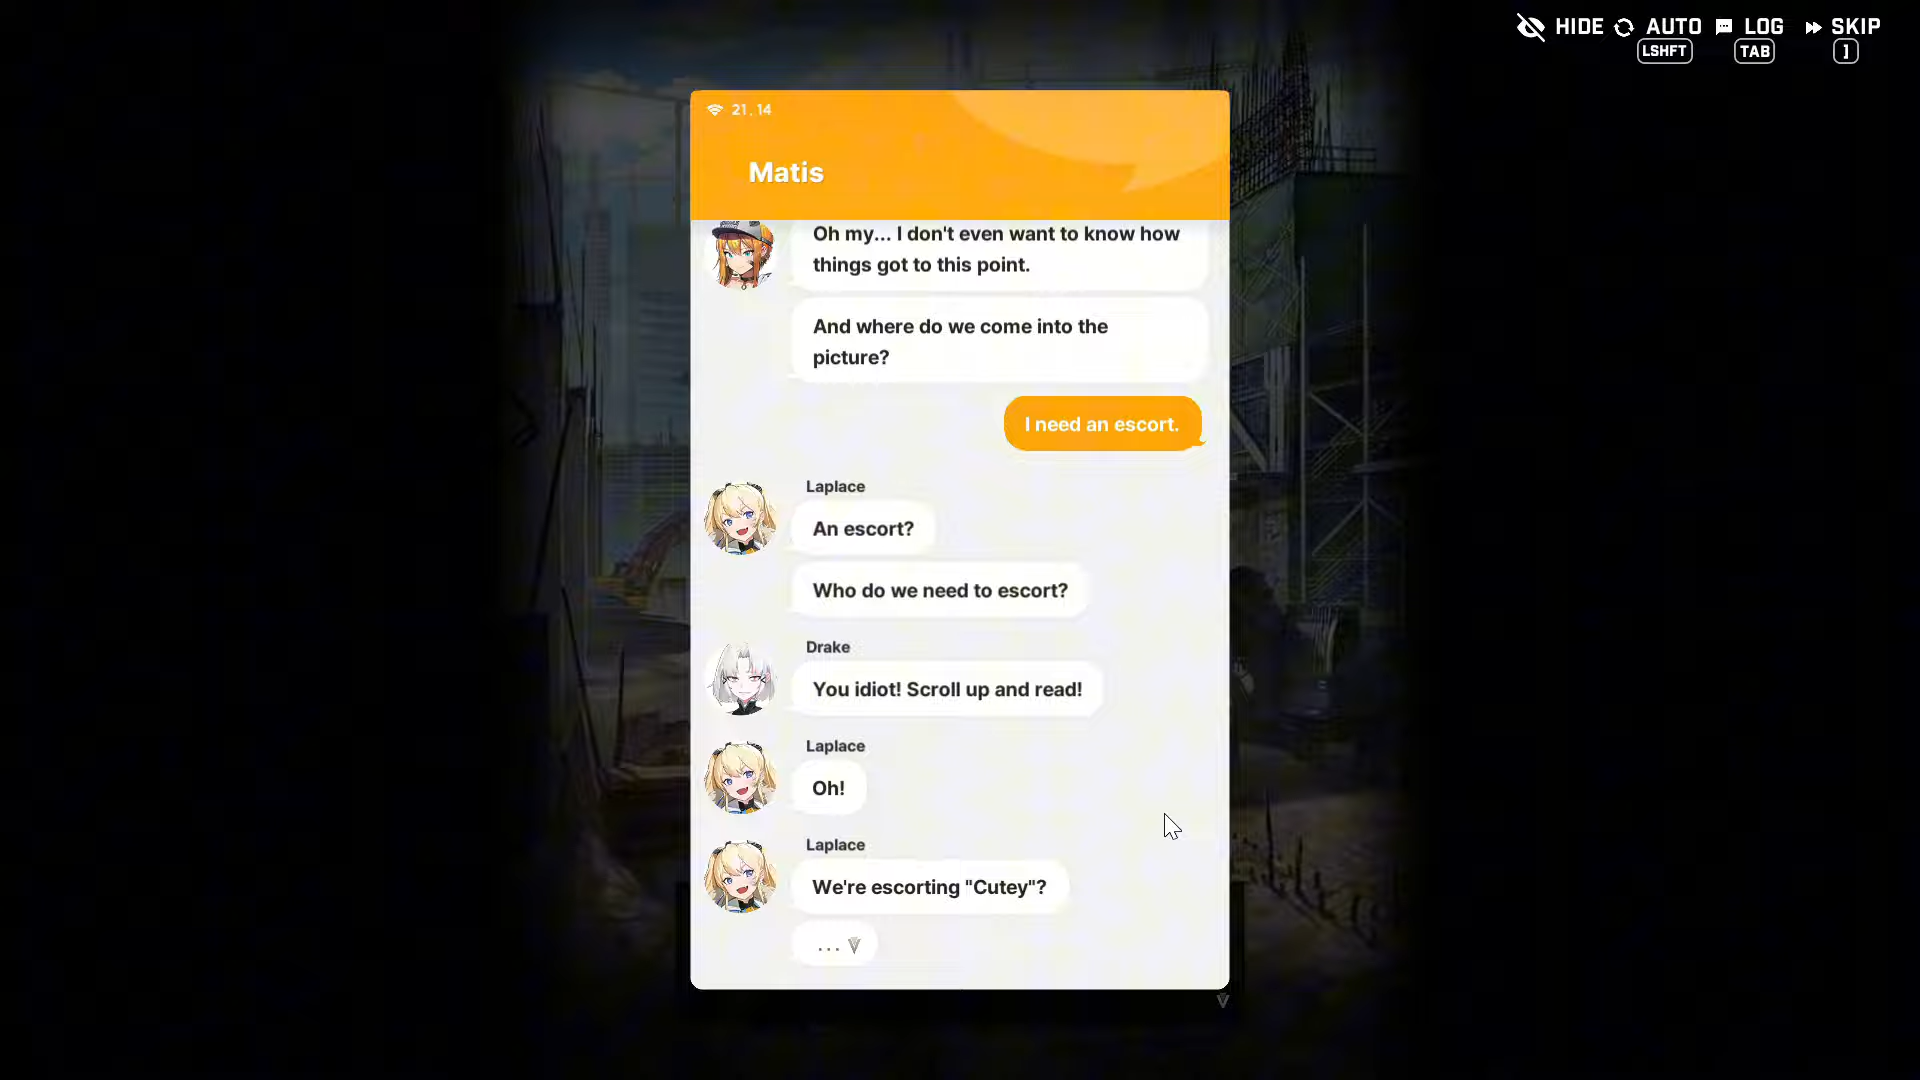 HIDE AUTO LOG SKIP
LSHFT TAB ]
21.14
Matis
Oh my... I don't even want to know how
things got to this point.
And where do we come into the
picture?
I need an escort.
Laplace
An escort?
Who do we need to escort?
Drake
You idiot! Scroll up and read!
Laplace
Oh!
Laplace
We're escorting "Cutey"?
...